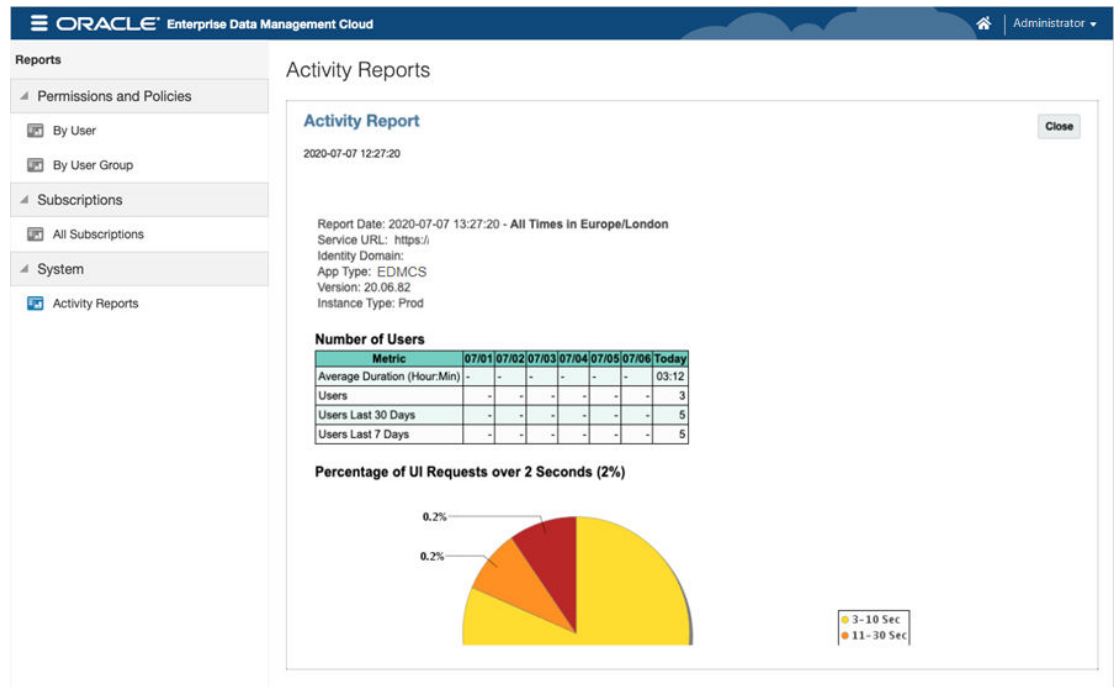 ORACLE® Enterprise Data Management Cloud
Administrator
Reports
Permissions and Policies
By User
By User Group
Subscriptions
All Subscriptions
System
Activity Reports
Activity Reports
Activity Report
Close
2020-07-07 12:27:20
Report Date: 2020-07-07 13:27:20 - All Times in Europe/London
Service URL: https:/
Identity Domain:
App Type: EDMCS
Version: 20.06.82
Instance Type: Prod
Number of Users
Metric 07/01 07/02 07/03 07/04 07/05 07/06 Today
Average Duration (Hour:Min) - - - - - - 03:12
Users - - - - - - 3
Users Last 30 Days - - - - - - 5
Users Last 7 Days - - - - - - 5
Percentage of UI Requests over 2 Seconds (2%)
0.2%
0.2%
3-10 Sec
11-30 Sec